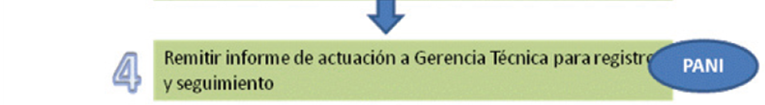 4
Remitir informe de actuación a Gerencia Técnica para registro PANI
y seguimiento